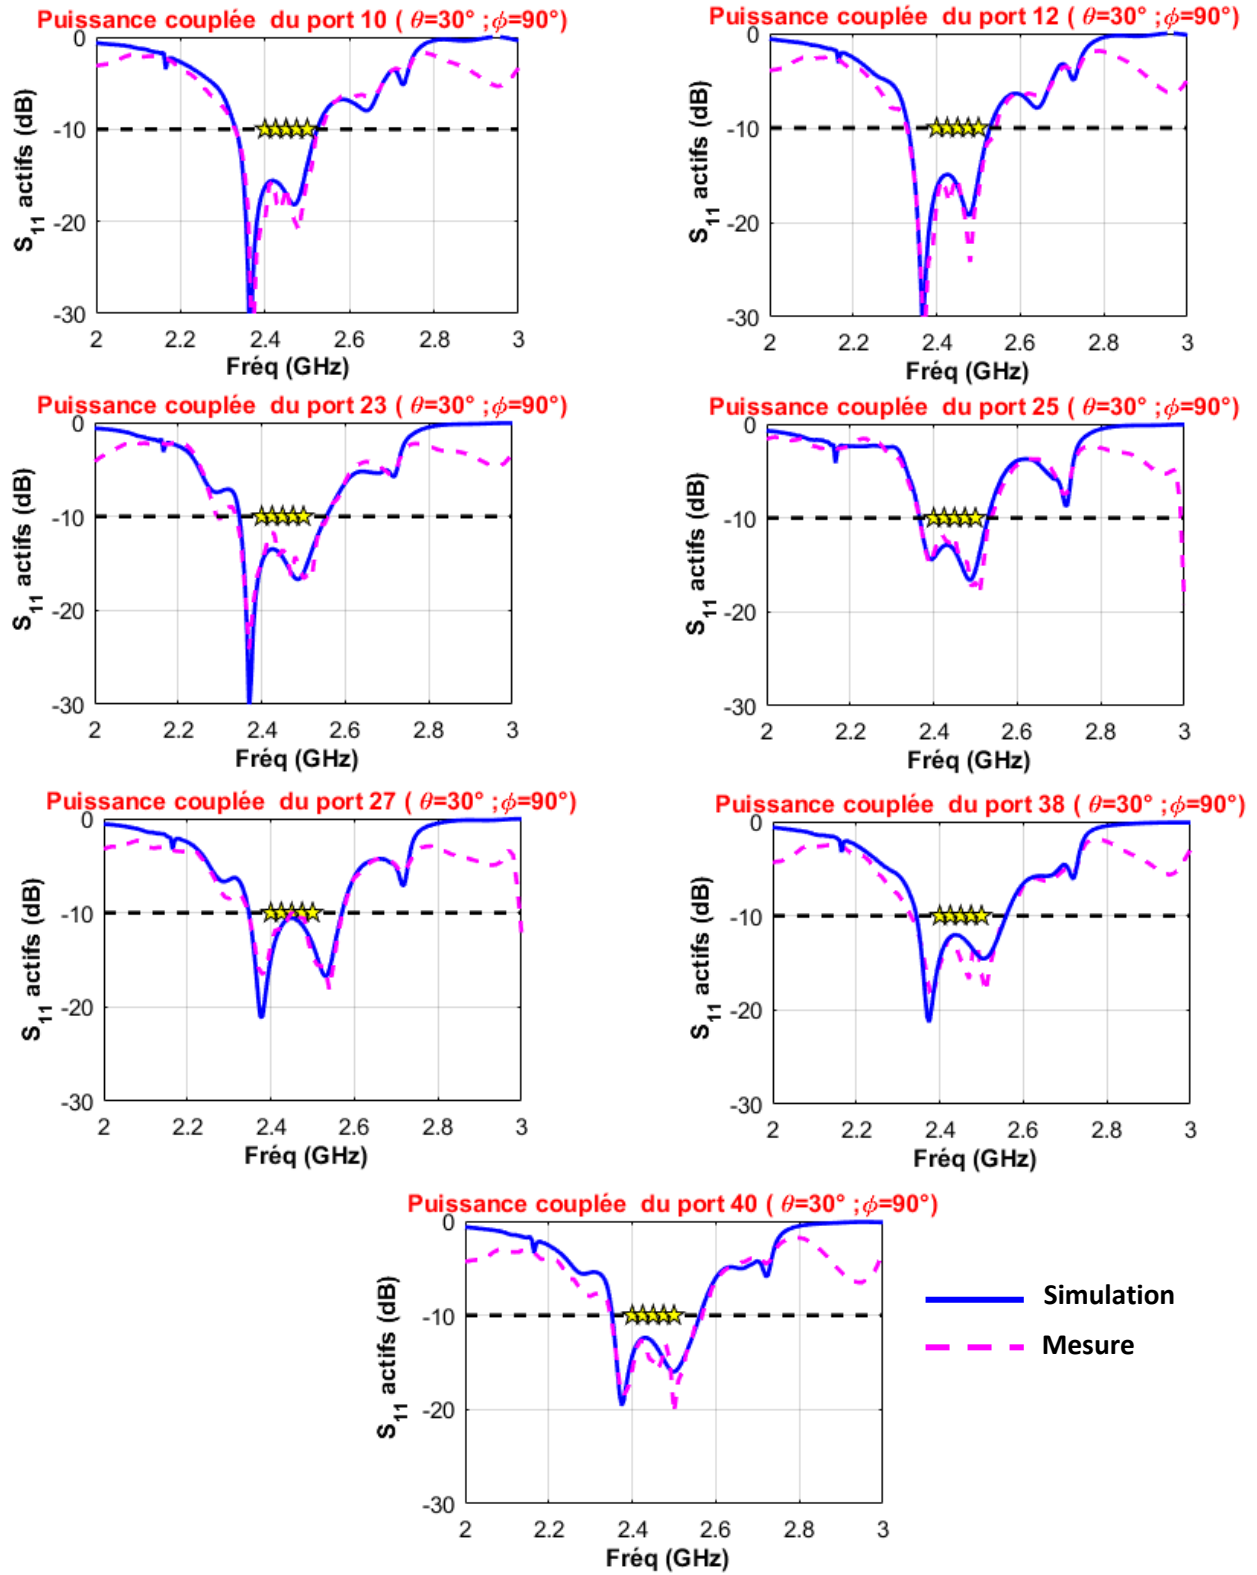 Puissance couplée du port 10 ( θ=30° ;ϕ=90°)
0
-10
-20
-30
S11 actifs (dB)
2 2.2 2.4 2.6 2.8 3
Fréq (GHz)
Puissance couplée du port 12 ( θ=30° ;ϕ=90°)
0
-10
-20
-30
S11 actifs (dB)
2 2.2 2.4 2.6 2.8 3
Fréq (GHz)
Puissance couplée du port 23 ( θ=30° ;ϕ=90°)
0
-10
-20
-30
S11 actifs (dB)
2 2.2 2.4 2.6 2.8 3
Fréq (GHz)
Puissance couplée du port 25 ( θ=30° ;ϕ=90°)
0
-10
-20
-30
S11 actifs (dB)
2 2.2 2.4 2.6 2.8 3
Fréq (GHz)
Puissance couplée du port 27 ( θ=30° ;ϕ=90°)
0
-10
-20
-30
S11 actifs (dB)
2 2.2 2.4 2.6 2.8 3
Fréq (GHz)
Puissance couplée du port 38 ( θ=30° ;ϕ=90°)
0
-10
-20
-30
S11 actifs (dB)
2 2.2 2.4 2.6 2.8 3
Fréq (GHz)
Puissance couplée du port 40 ( θ=30° ;ϕ=90°)
0
-10
-20
-30
S11 actifs (dB)
2 2.2 2.4 2.6 2.8 3
Fréq (GHz)
Simulation
Mesure